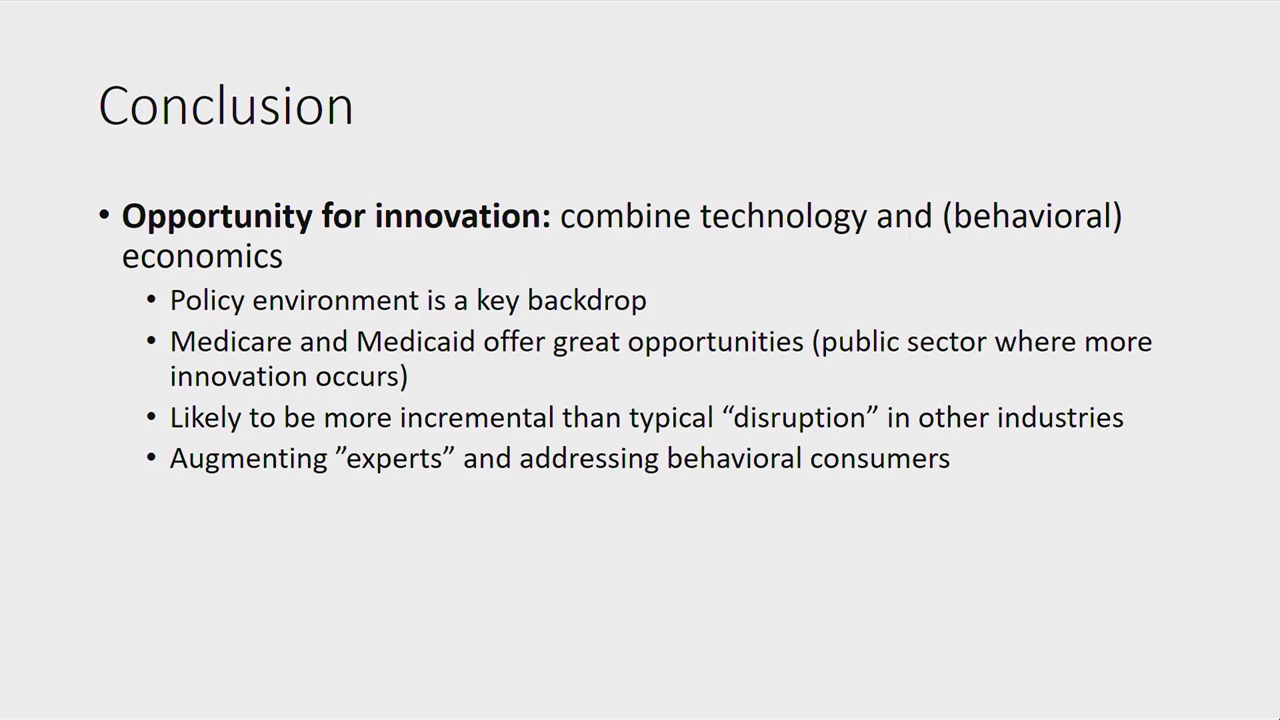 Conclusion
• Opportunity for innovation: combine technology and (behavioral)
economics
• Policy environment is a key backdrop
• Medicare and Medicaid offer great opportunities (public sector where more
innovation occurs)
• Likely to be more incremental than typical “disruption” in other industries
• Augmenting ”experts” and addressing behavioral consumers